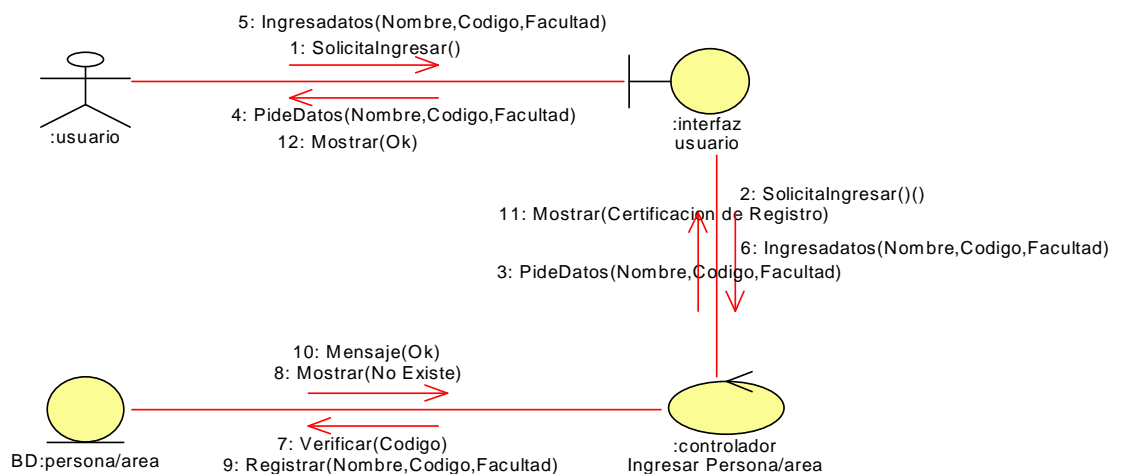 5: Ingresadatos(Nombre,Codigo,Facultad)
1: SolicitaIngresar()
4: PideDatos(Nombre,Codigo,Facultad)
12: Mostrar(Ok)
:usuario
:interfaz
usuario
2: SolicitaIngresar()()
11: Mostrar(Certificacion de Registro)
6: Ingresadatos(Nombre,Codigo,Facultad)
3: PideDatos(Nombre,Codigo,Facultad)
10: Mensaje(Ok)
8: Mostrar(No Existe)
7: Verificar(Codigo)
9: Registrar(Nombre,Codigo,Facultad)
BD:persona/area
:controlador
Ingresar Persona/area